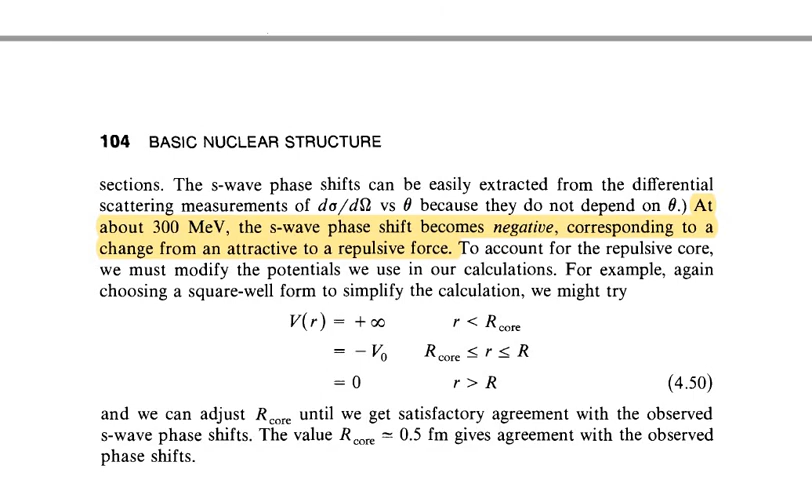 104 BASIC NUCLEAR STRUCTURE
sections. The s-wave phase shifts can be easily extracted from the differential
scattering measurements of dσ/dΩ vs θ because they do not depend on θ.) At
about 300 MeV, the s-wave phase shift becomes negative, corresponding to a
change from an attractive to a repulsive force. To account for the repulsive core,
we must modify the potentials we use in our calculations. For example, again
choosing a square-well form to simplify the calculation, we might try
V(r) = +∞ r < R_core
= −V₀ R_core ≤ r ≤ R
= 0 r > R (4.50)
and we can adjust R_core until we get satisfactory agreement with the observed
s-wave phase shifts. The value R_core ≃ 0.5 fm gives agreement with the observed
phase shifts.